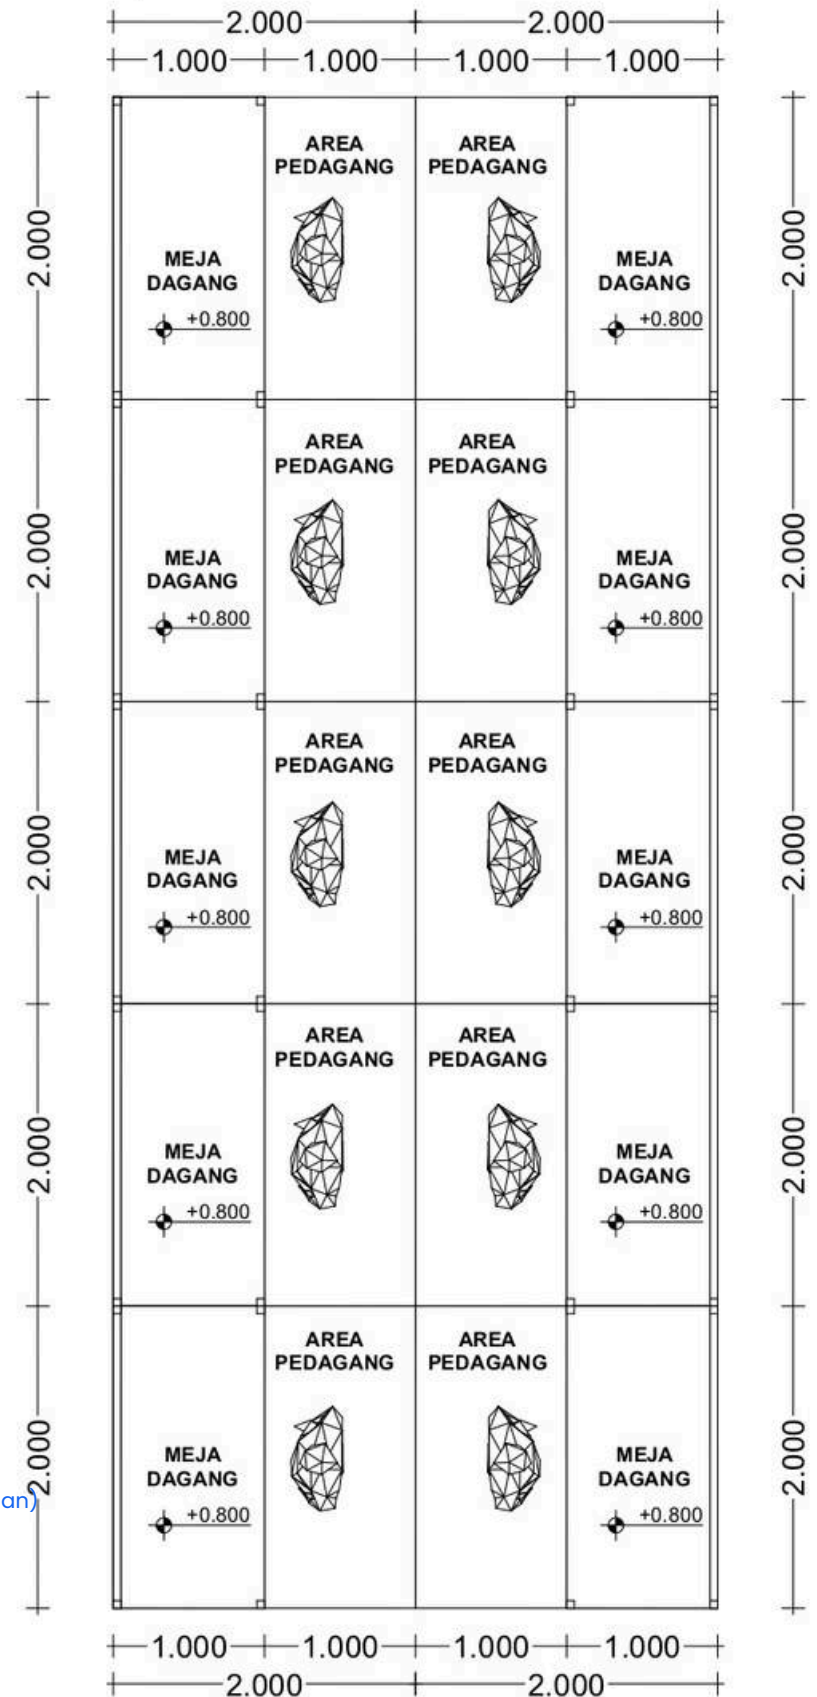 2.000 2.000
1.000 1.000 1.000 1.000
AREA AREA
PEDAGANG PEDAGANG
2.000 2.000
MEJA MEJA
DAGANG DAGANG
+0.800 +0.800
AREA AREA
PEDAGANG PEDAGANG
2.000 2.000
MEJA MEJA
DAGANG DAGANG
+0.800 +0.800
AREA AREA
PEDAGANG PEDAGANG
2.000 2.000
MEJA MEJA
DAGANG DAGANG
+0.800 +0.800
AREA AREA
PEDAGANG PEDAGANG
2.000 2.000
MEJA MEJA
DAGANG DAGANG
+0.800 +0.800
AREA AREA
PEDAGANG PEDAGANG
2.000 2.000
MEJA MEJA
DAGANG DAGANG
an)
+0.800 +0.800
1.000 1.000 1.000 1.000
2.000 2.000